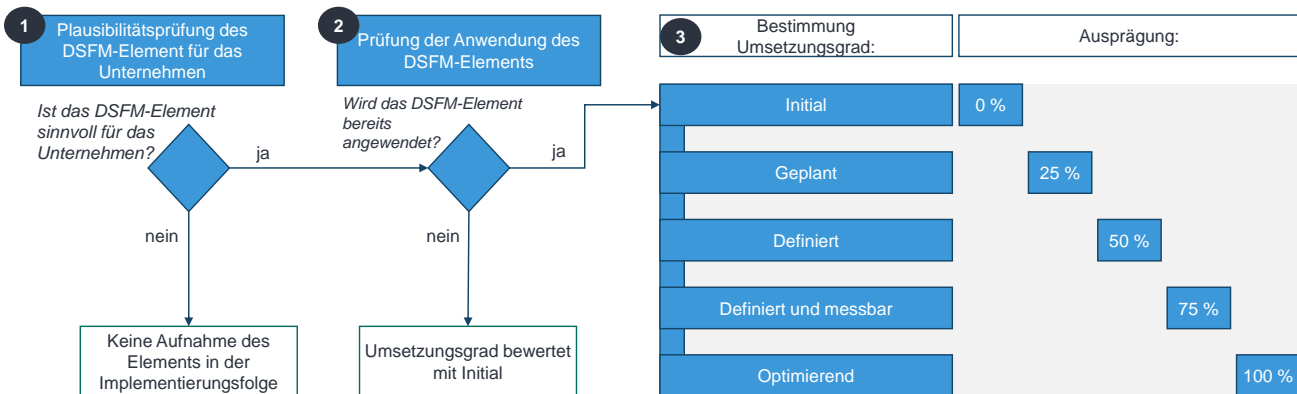 1
Plausibilitätsprüfung des
DSFM-Element für das
Unternehmen
Ist das DSFM-Element
sinnvoll für das
Unternehmen?
ja
nein
Keine Aufnahme des
Elements in der
Implementierungsfolge
2
Prüfung der Anwendung des
DSFM-Elements
Wird das DSFM-Element
bereits
angewendet?
ja
nein
Umsetzungsgrad bewertet
mit Initial
3
Bestimmung
Umsetzungsgrad:
Ausprägung:
Initial
0 %
Geplant
25 %
Definiert
50 %
Definiert und messbar
75 %
Optimierend
100 %